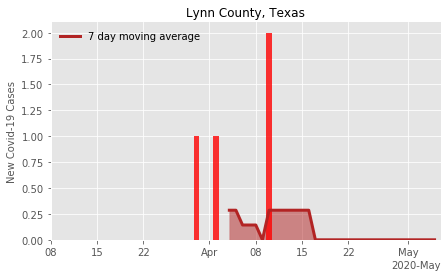 Lynn County, Texas
7 day moving average
New Covid-19 Cases
2.00
1.75
1.50
1.25
1.00
0.75
0.50
0.25
0.00
08 15 22 Apr 08 15 22 May
2020-May